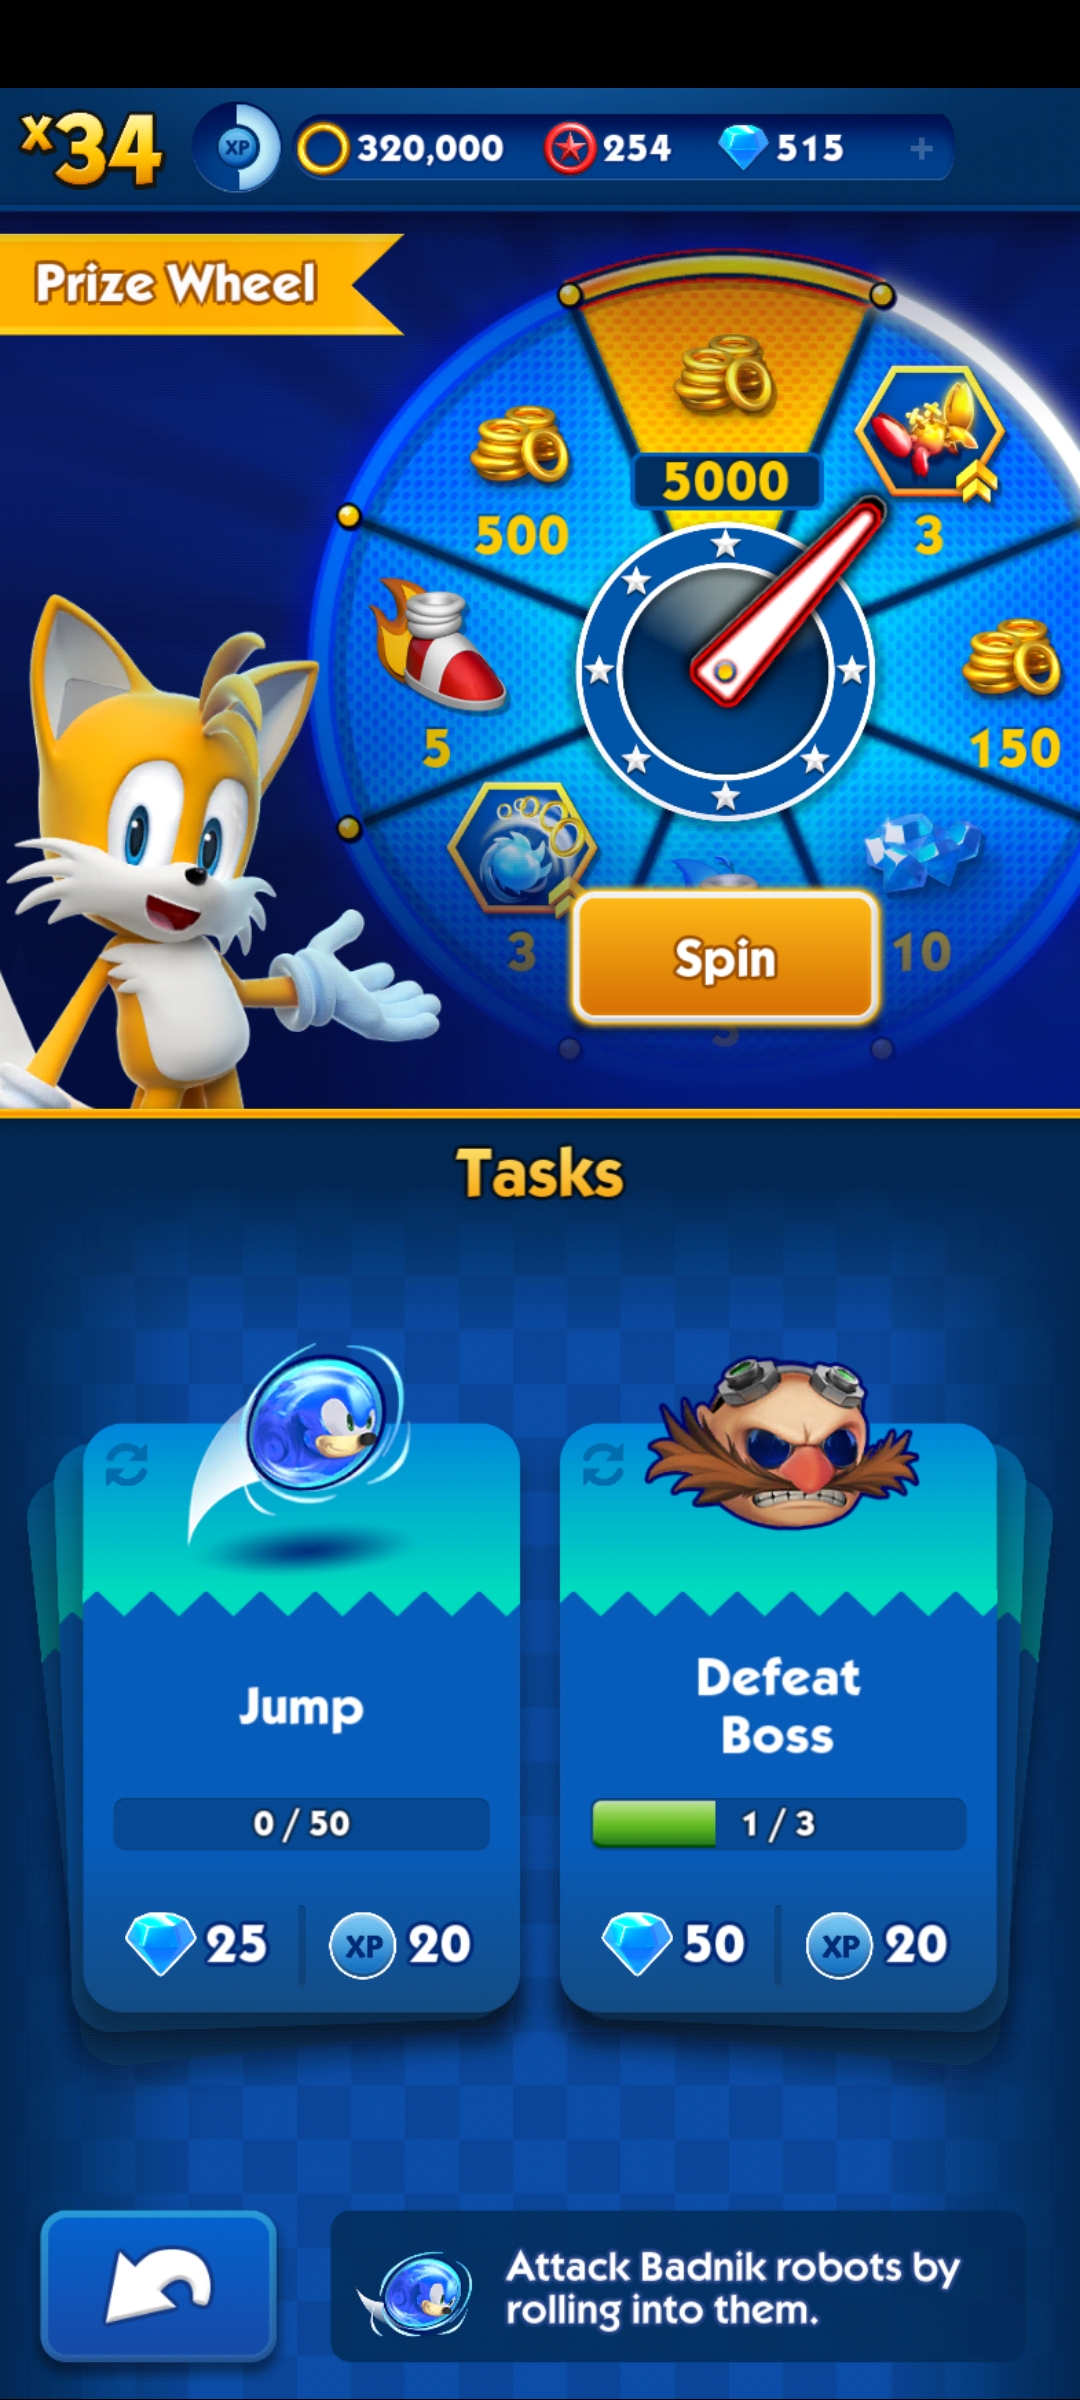 x34
XP
320,000
254
515
Prize Wheel
5000
500
3
5
150
3
10
Spin
3
Tasks
Jump
0 / 50
25
XP
20
Defeat
Boss
1 / 3
50
XP
20
Attack Badnik robots by
rolling into them.